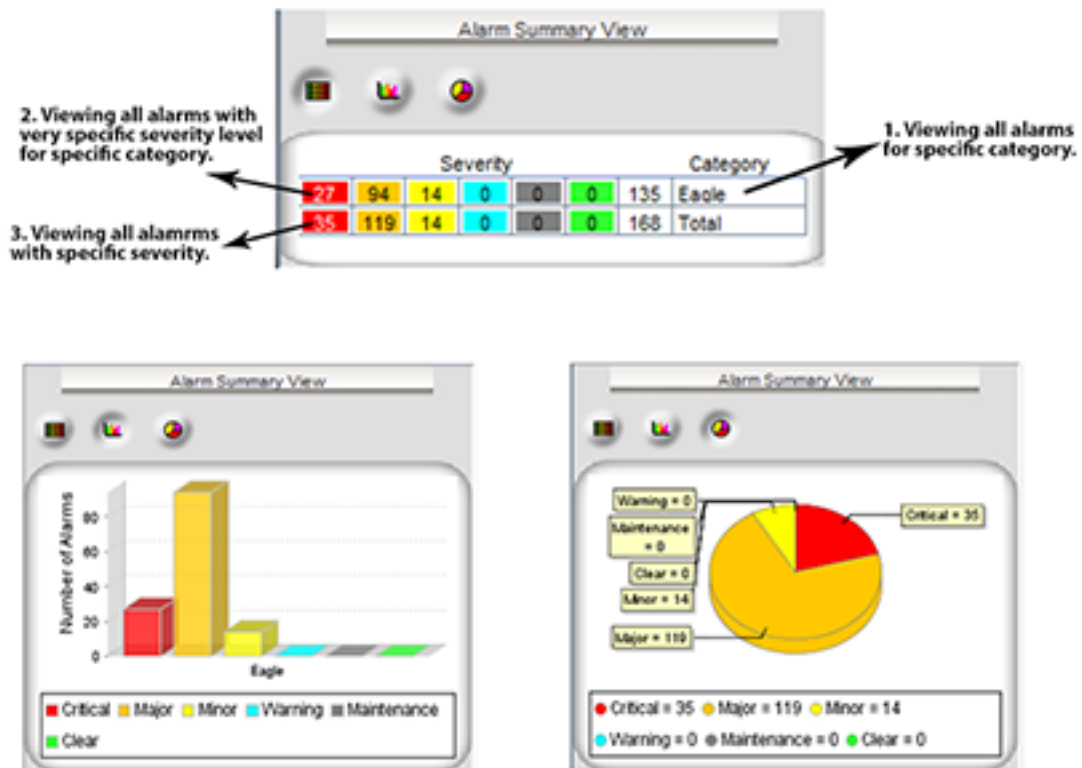 Alarm Summary View
2. Viewing all alarms with
very specific severity level
for specific category.
1. Viewing all alarms
for specific category.
Severity Category
27 94 14 0 0 0 135 Eagle
35 119 14 0 0 0 168 Total
3. Viewing all alamrms
with specific severity.
Alarm Summary View
Number of Alarms
80
60
40
20
0
Eagle
Critical Major Minor Warning Maintenance
Clear
Alarm Summary View
Warning = 0
Maintenance
= 0
Clear = 0
Minor = 14
Major = 119
Critical = 35
Critical = 35 Major = 119 Minor = 14
Warning = 0 Maintenance = 0 Clear = 0